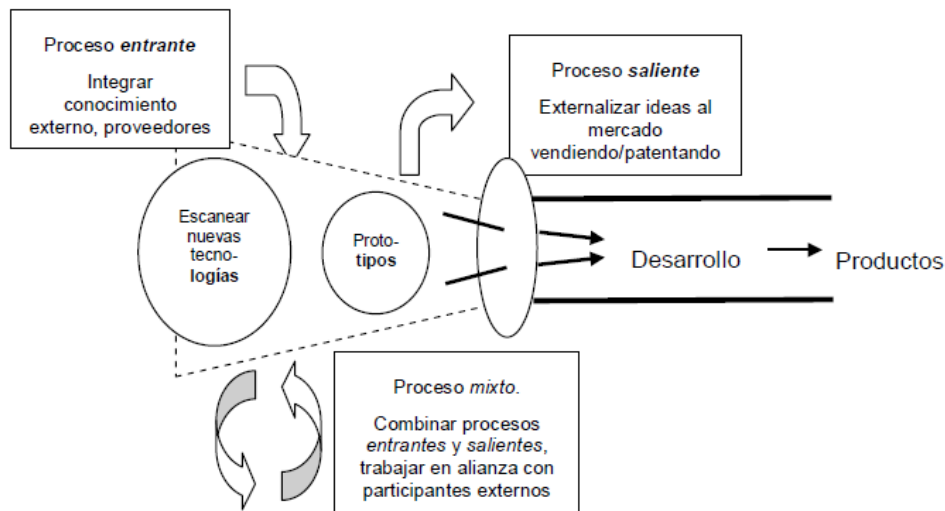 Proceso entrante
Integrar
conocimiento
externo, proveedores
Proceso saliente
Externalizar ideas al
mercado
vendiendo/patentando
Escanear
nuevas
tecno-
logías
Proto-
tipos
Desarrollo
Productos
Proceso mixto.
Combinar procesos
entrantes y salientes,
trabajar en alianza con
participantes externos